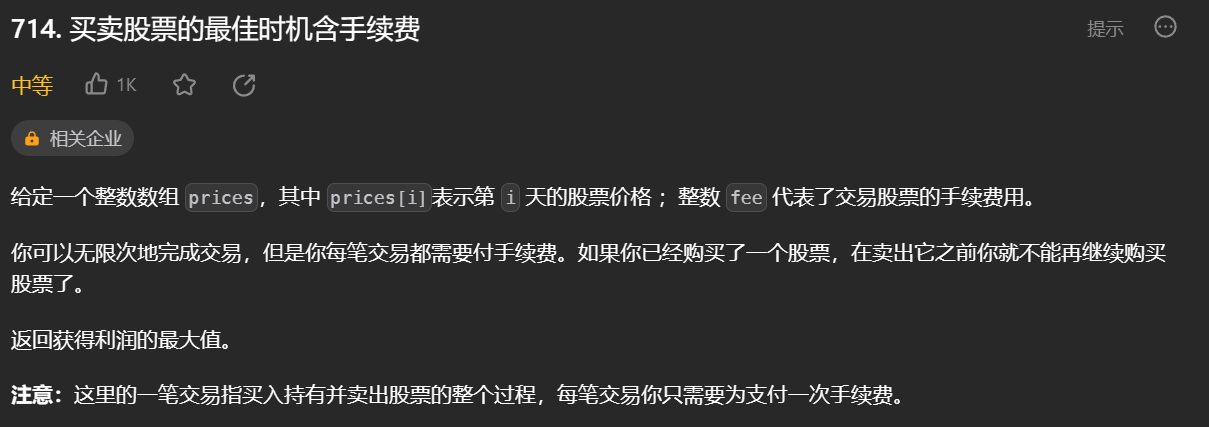 714. 买卖股票的最佳时机含手续费
提示
中等
1K
相关企业
给定一个整数数组 prices，其中 prices[i]表示第 i 天的股票价格 ；整数 fee 代表了交易股票的手续费用。
你可以无限次地完成交易，但是你每笔交易都需要付手续费。如果你已经购买了一个股票，在卖出它之前你就不能再继续购买
股票了。
返回获得利润的最大值。
注意：这里的一笔交易指买入持有并卖出股票的整个过程，每笔交易你只需要为支付一次手续费。